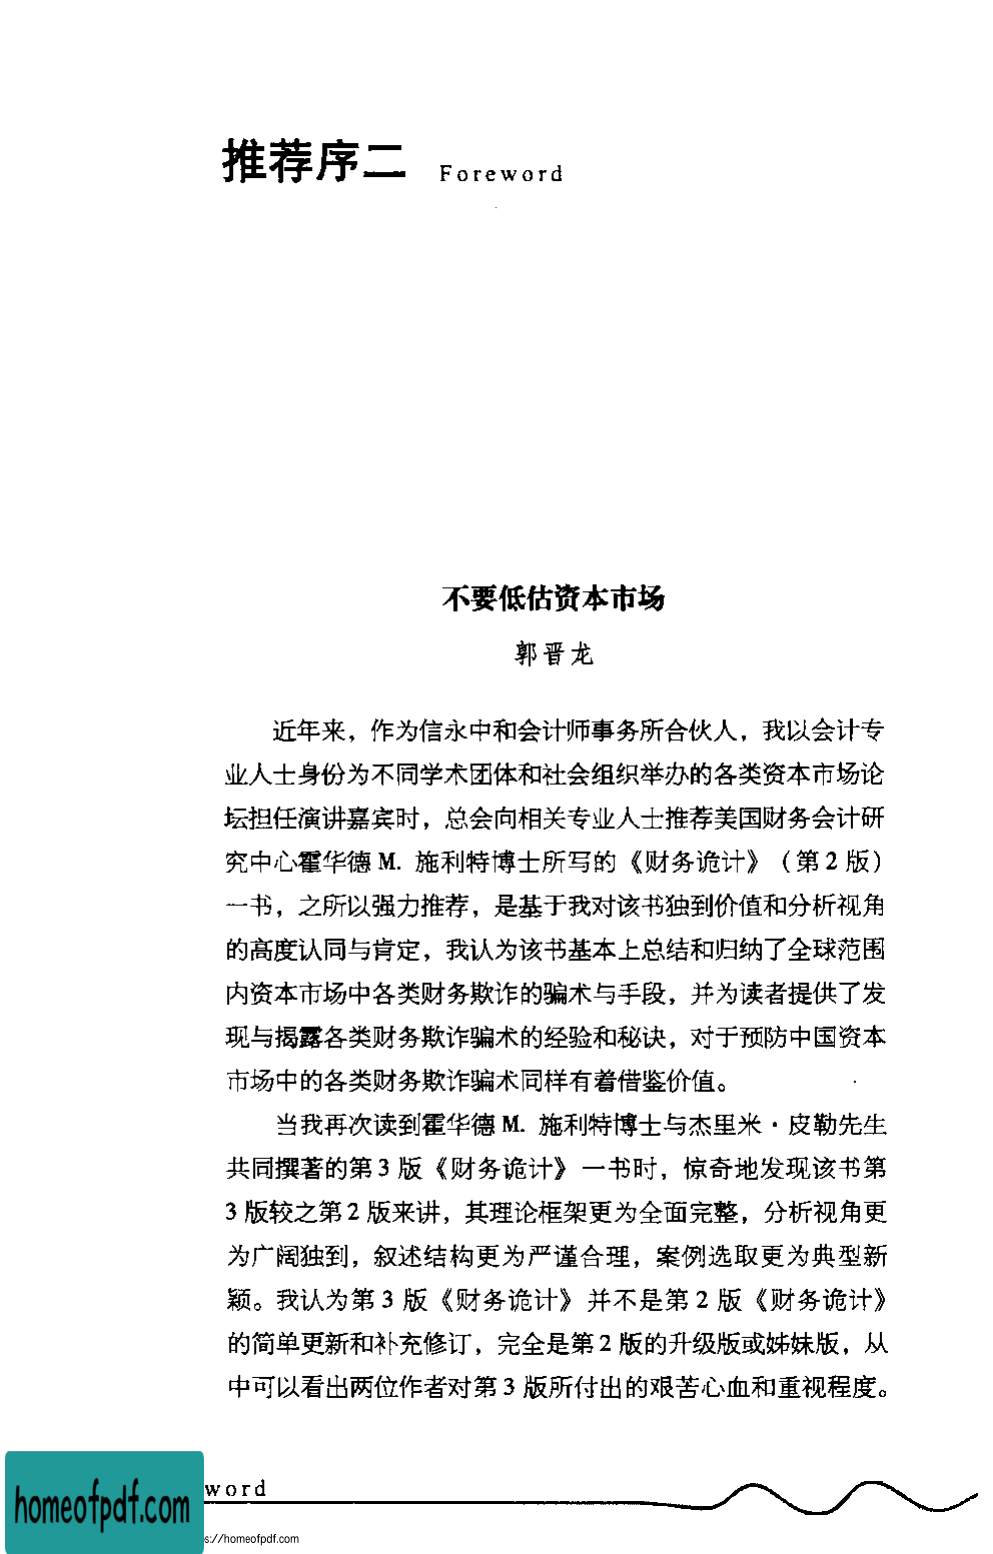 推荐序二 Foreword
不要低估资本市场
郭晋龙
近年来，作为信永中和会计师事务所合伙人，我以会计专
业人士身份为不同学术团体和社会组织举办的各类资本市场论
坛担任演讲嘉宾时，总会向相关专业人士推荐美国财务会计研
究中心霍华德 M. 施利特博士所写的《财务诡计》（第 2 版）
一书，之所以强力推荐，是基于我对该书独到价值和分析视角
的高度认同与肯定，我认为该书基本上总结和归纳了全球范围
内资本市场中各类财务欺诈的骗术与手段，并为读者提供了发
现与揭露各类财务欺诈骗术的经验和秘诀，对于预防中国资本
市场中的各类财务欺诈骗术同样有着借鉴价值。
当我再次读到霍华德 M. 施利特博士与杰里米·皮勒先生
共同撰著的第 3 版《财务诡计》一书时，惊奇地发现该书第
3 版较之第 2 版来讲，其理论框架更为全面完整，分析视角更
为广阔独到，叙述结构更为严谨合理，案例选取更为典型新
颖。我认为第 3 版《财务诡计》并不是第 2 版《财务诡计》
的简单更新和补充修订，完全是第 2 版的升级版或姊妹版，从
中可以看出两位作者对第 3 版所付出的艰苦心血和重视程度。
word
homeofpdf.com
s://homeofpdf.com